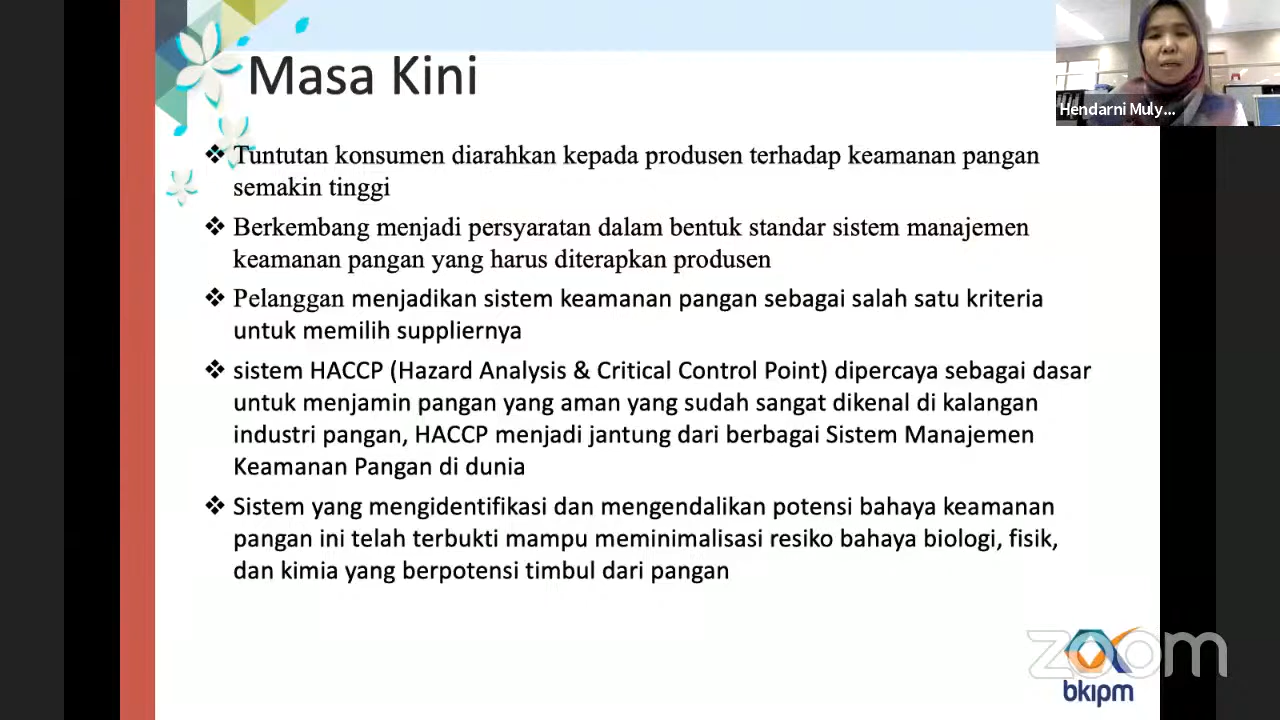 Masa Kini
Hendarni Muly...
❖ Tuntutan konsumen diarahkan kepada produsen terhadap keamanan pangan
semakin tinggi
❖ Berkembang menjadi persyaratan dalam bentuk standar sistem manajemen
keamanan pangan yang harus diterapkan produsen
❖ Pelanggan menjadikan sistem keamanan pangan sebagai salah satu kriteria
untuk memilih suppliernya
❖ sistem HACCP (Hazard Analysis & Critical Control Point) dipercaya sebagai dasar
untuk menjamin pangan yang aman yang sudah sangat dikenal di kalangan
industri pangan, HACCP menjadi jantung dari berbagai Sistem Manajemen
Keamanan Pangan di dunia
❖ Sistem yang mengidentifikasi dan mengendalikan potensi bahaya keamanan
pangan ini telah terbukti mampu meminimalisasi resiko bahaya biologi, fisik,
dan kimia yang berpotensi timbul dari pangan
zoom
bkipm